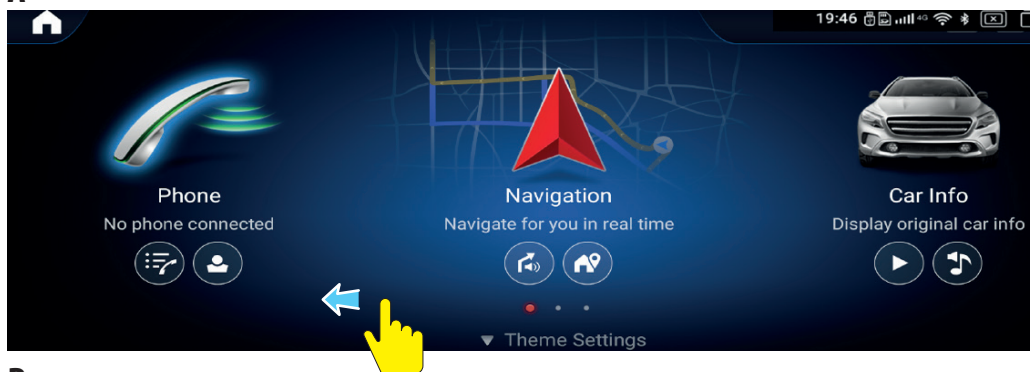 19:46 4G
Phone
Navigation
Car Info
No phone connected
Navigate for you in real time
Display original car info
Theme Settings